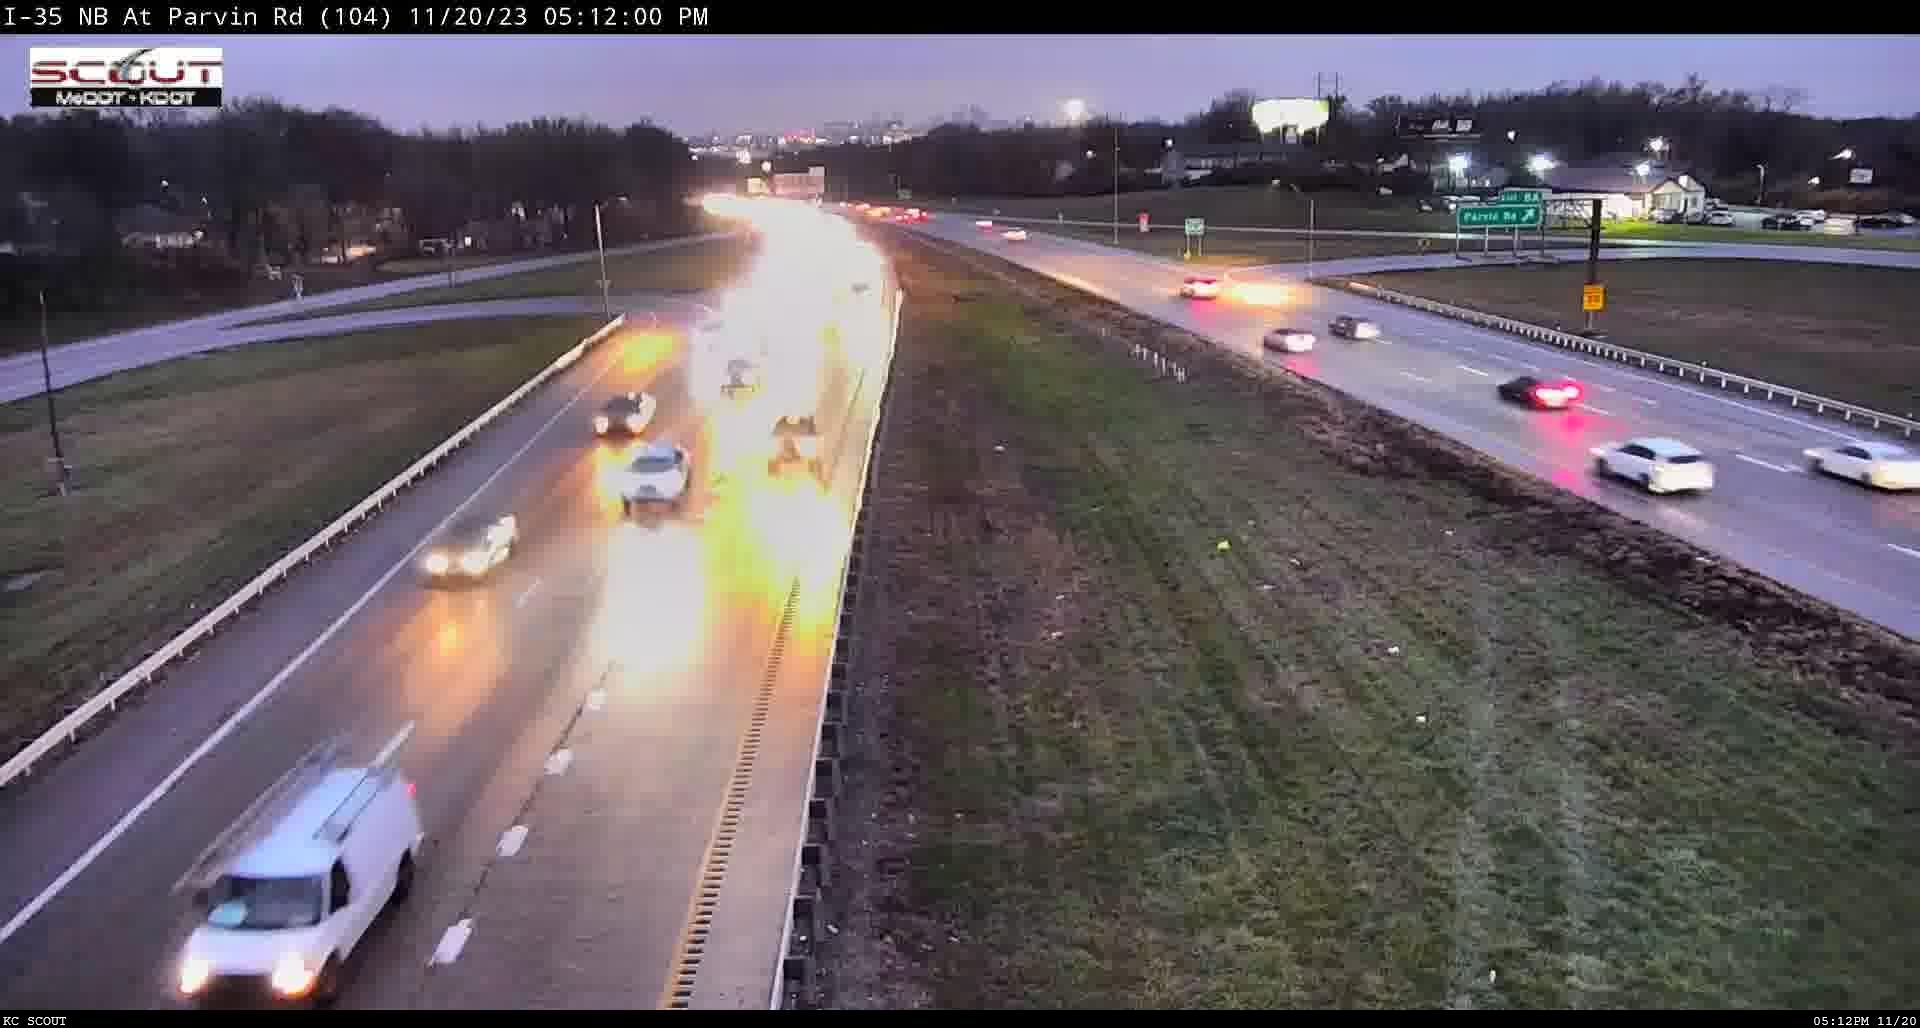 I-35 NB At Parvin Rd (104) 11/20/23 05:12:00 PM
SCOUT
MoDOT - KDOT
Parvin Rd
KC SCOUT
05:12PM 11/20